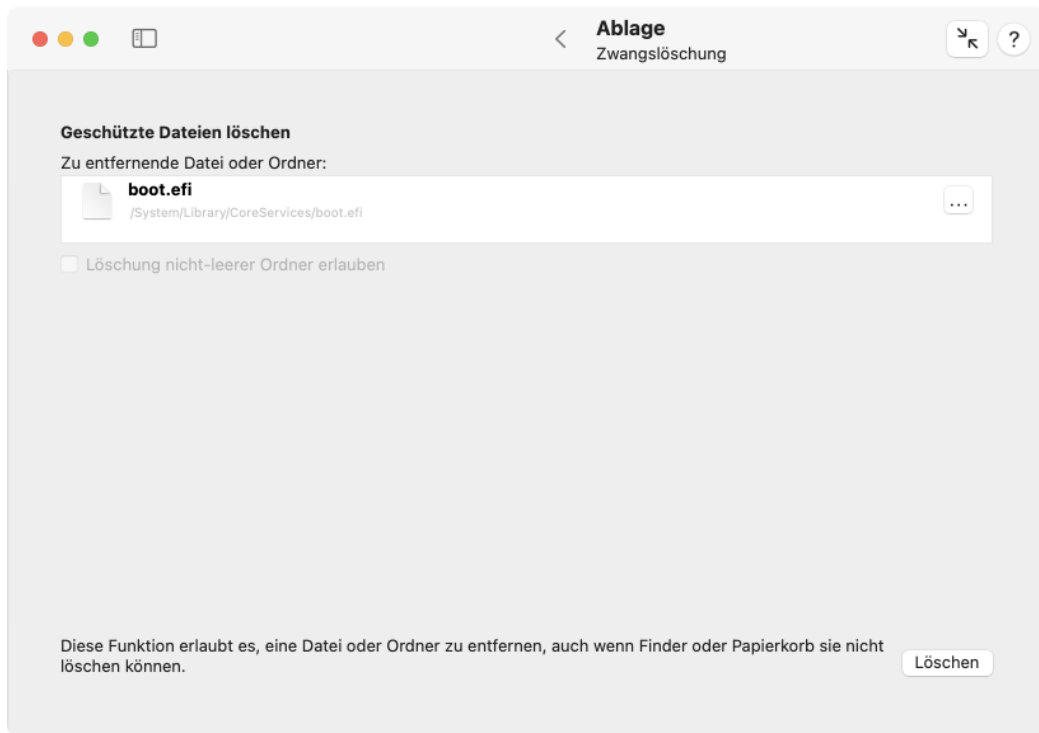 Ablage
Zwangslöschung
?
Geschützte Dateien löschen
Zu entfernende Datei oder Ordner:
boot.efi
/System/Library/CoreServices/boot.efi
...
Löschung nicht-leerer Ordner erlauben
Diese Funktion erlaubt es, eine Datei oder Ordner zu entfernen, auch wenn Finder oder Papierkorb sie nicht
löschen können.
Löschen